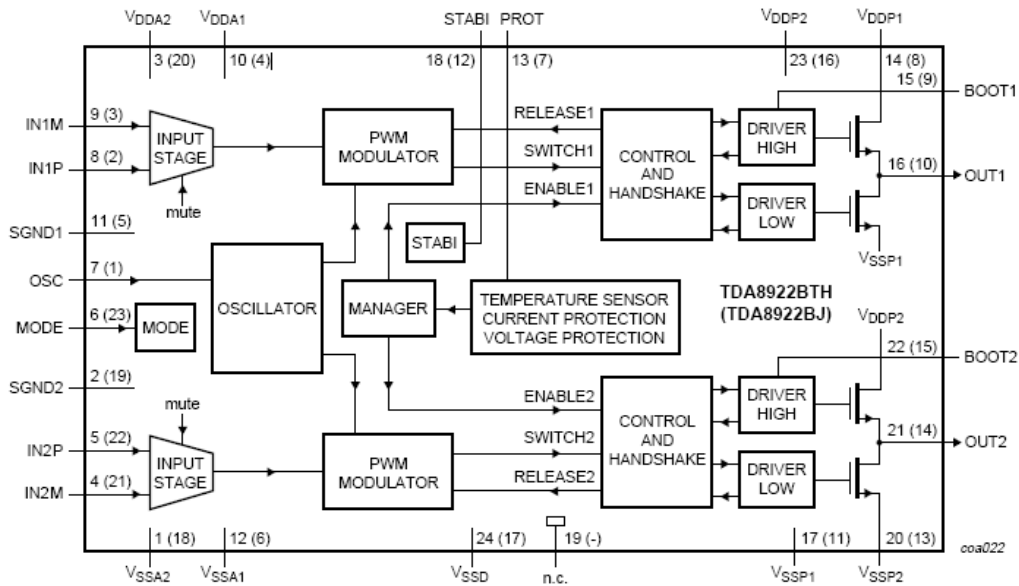 VDDA2 VDDA1 STABI PROT VDDP2 VDDP1
3 (20) 10 (4) 18 (12) 13 (7) 23 (16) 14 (8)
15 (9) BOOT1
IN1M 9 (3)
INPUT STAGE
IN1P 8 (2)
mute
PWM MODULATOR
RELEASE1
SWITCH1
ENABLE1
CONTROL AND HANDSHAKE
DRIVER HIGH
DRIVER LOW
16 (10) OUT1
VSSP1
SGND1 11 (5)
STABI
OSC 7 (1)
OSCILLATOR
MANAGER
TEMPERATURE SENSOR
CURRENT PROTECTION
VOLTAGE PROTECTION
TDA8922BTH
(TDA8922BJ)
MODE 6 (23) MODE
VDDP2
22 (15) BOOT2
SGND2 2 (19)
mute
IN2P 5 (22)
INPUT STAGE
IN2M 4 (21)
PWM MODULATOR
ENABLE2
SWITCH2
RELEASE2
CONTROL AND HANDSHAKE
DRIVER HIGH
DRIVER LOW
21 (14) OUT2
1 (18) 12 (6) 24 (17) 19 (-) 17 (11) 20 (13)
VSSA2 VSSA1 VSSD n.c. VSSP1 VSSP2
coa022